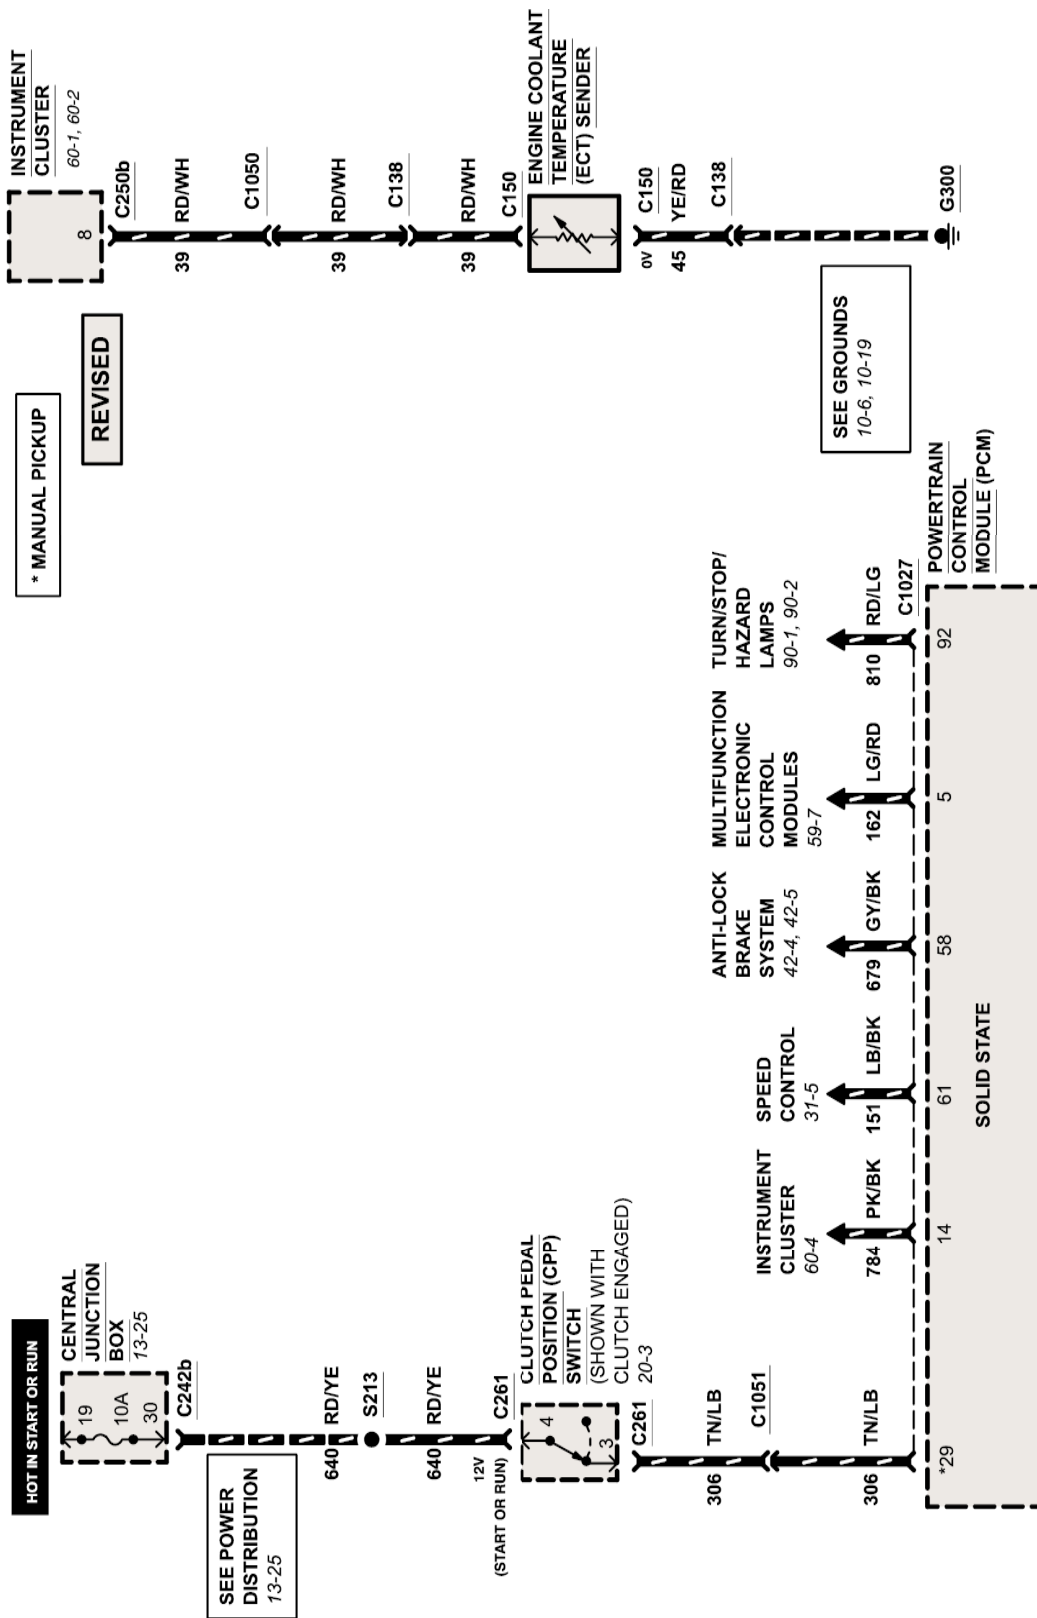 HOT IN START OR RUN
CENTRAL
JUNCTION
BOX
13-25
19
10A
30
C242b
SEE POWER
DISTRIBUTION
13-25
640
RD/YE
S213
640
RD/YE
12V
(START OR RUN)
C261
CLUTCH PEDAL
POSITION (CPP)
SWITCH
(SHOWN WITH
CLUTCH ENGAGED)
20-3
4
3
C261
306
TN/LB
C1051
306
TN/LB
*29
INSTRUMENT
CLUSTER
60-4
784
PK/BK
14
SPEED
CONTROL
31-5
151
LB/BK
61
ANTI-LOCK
BRAKE
SYSTEM
42-4, 42-5
679
GY/BK
58
MULTIFUNCTION
ELECTRONIC
CONTROL
MODULES
59-7
162
LG/RD
5
TURN/STOP/
HAZARD
LAMPS
90-1, 90-2
810
RD/LG
C1027
92
POWERTRAIN
CONTROL
MODULE (PCM)
SOLID STATE
* MANUAL PICKUP
REVISED
INSTRUMENT
CLUSTER
60-1, 60-2
8
C250b
39
RD/WH
C1050
39
RD/WH
C138
39
RD/WH
C150
ENGINE COOLANT
TEMPERATURE
(ECT) SENDER
C150
0V
45
YE/RD
C138
SEE GROUNDS
10-6, 10-19
G300